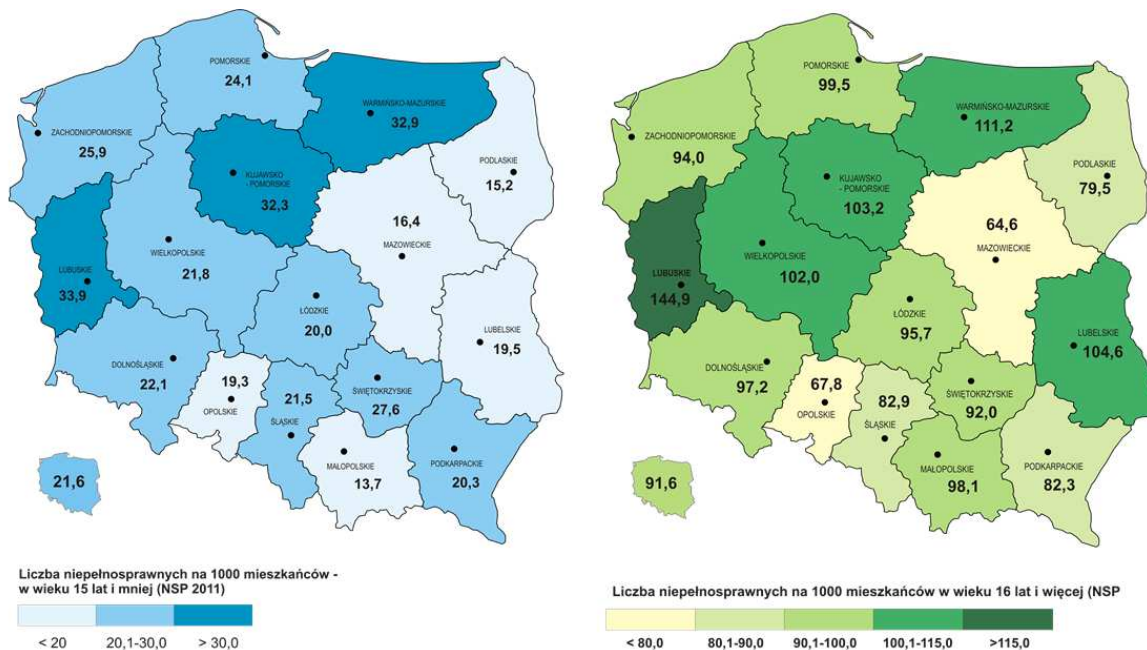 POMORSKIE
24,1
WARMIŃSKO-MAZURSKIE
32,9
ZACHODNIOPOMORSKIE
25,9
PODLASKIE
15,2
KUJAWSKO
- POMORSKIE
32,3
16,4
MAZOWIECKIE
WIELKOPOLSKIE
21,8
LUBUSKIE
33,9
ŁÓDZKIE
20,0
LUBELSKIE
19,5
DOLNOŚLĄSKIE
22,1
19,3
OPOLSKIE
21,5
ŚLĄSKIE
ŚWIĘTOKRZYSKIE
27,6
MAŁOPOLSKIE
13,7
PODKARPACKIE
20,3
21,6
Liczba niepełnosprawnych na 1000 mieszkańców -
w wieku 15 lat i mniej (NSP 2011)
< 20 20,1-30,0 > 30,0
POMORSKIE
99,5
WARMIŃSKO-MAZURSKIE
111,2
ZACHODNIOPOMORSKIE
94,0
PODLASKIE
79,5
KUJAWSKO
- POMORSKIE
103,2
64,6
MAZOWIECKIE
WIELKOPOLSKIE
102,0
LUBUSKIE
144,9
ŁÓDZKIE
95,7
LUBELSKIE
104,6
DOLNOŚLĄSKIE
97,2
67,8
OPOLSKIE
82,9
ŚLĄSKIE
ŚWIĘTOKRZYSKIE
92,0
MAŁOPOLSKIE
98,1
PODKARPACKIE
82,3
91,6
Liczba niepełnosprawnych na 1000 mieszkańców w wieku 16 lat i więcej (NSP
< 80,0 80,1-90,0 90,1-100,0 100,1-115,0 >115,0